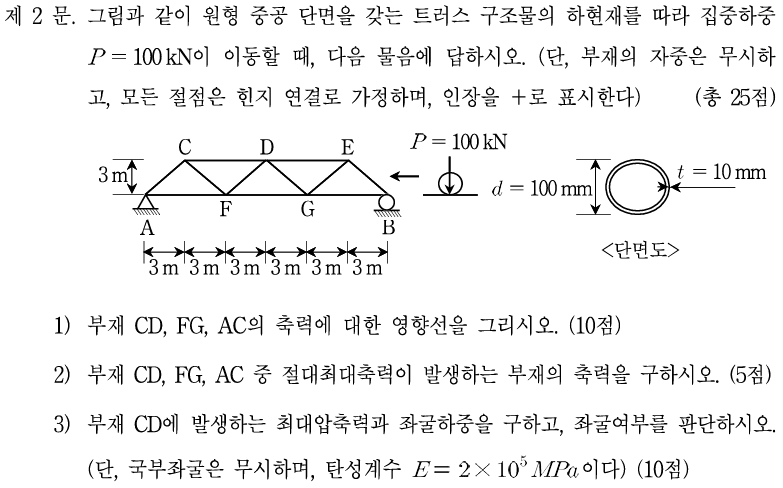 제 2 문. 그림과 같이 원형 중공 단면을 갖는 트러스 구조물의 하현재를 따라 집중하중
P = 100 kN이 이동할 때, 다음 물음에 답하시오. (단, 부재의 자중은 무시하
고, 모든 절점은 힌지 연결로 가정하며, 인장을 +로 표시한다) (총 25점)
C D E P = 100 kN
3 m d = 100 mm t = 10 mm
F G
A B <단면도>
3 m 3 m 3 m 3 m 3 m 3 m
1) 부재 CD, FG, AC의 축력에 대한 영향선을 그리시오. (10점)
2) 부재 CD, FG, AC 중 절대최대축력이 발생하는 부재의 축력을 구하시오. (5점)
3) 부재 CD에 발생하는 최대압축력과 좌굴하중을 구하고, 좌굴여부를 판단하시오.
(단, 국부좌굴은 무시하며, 탄성계수 E = 2 × 10⁵ MPa이다) (10점)